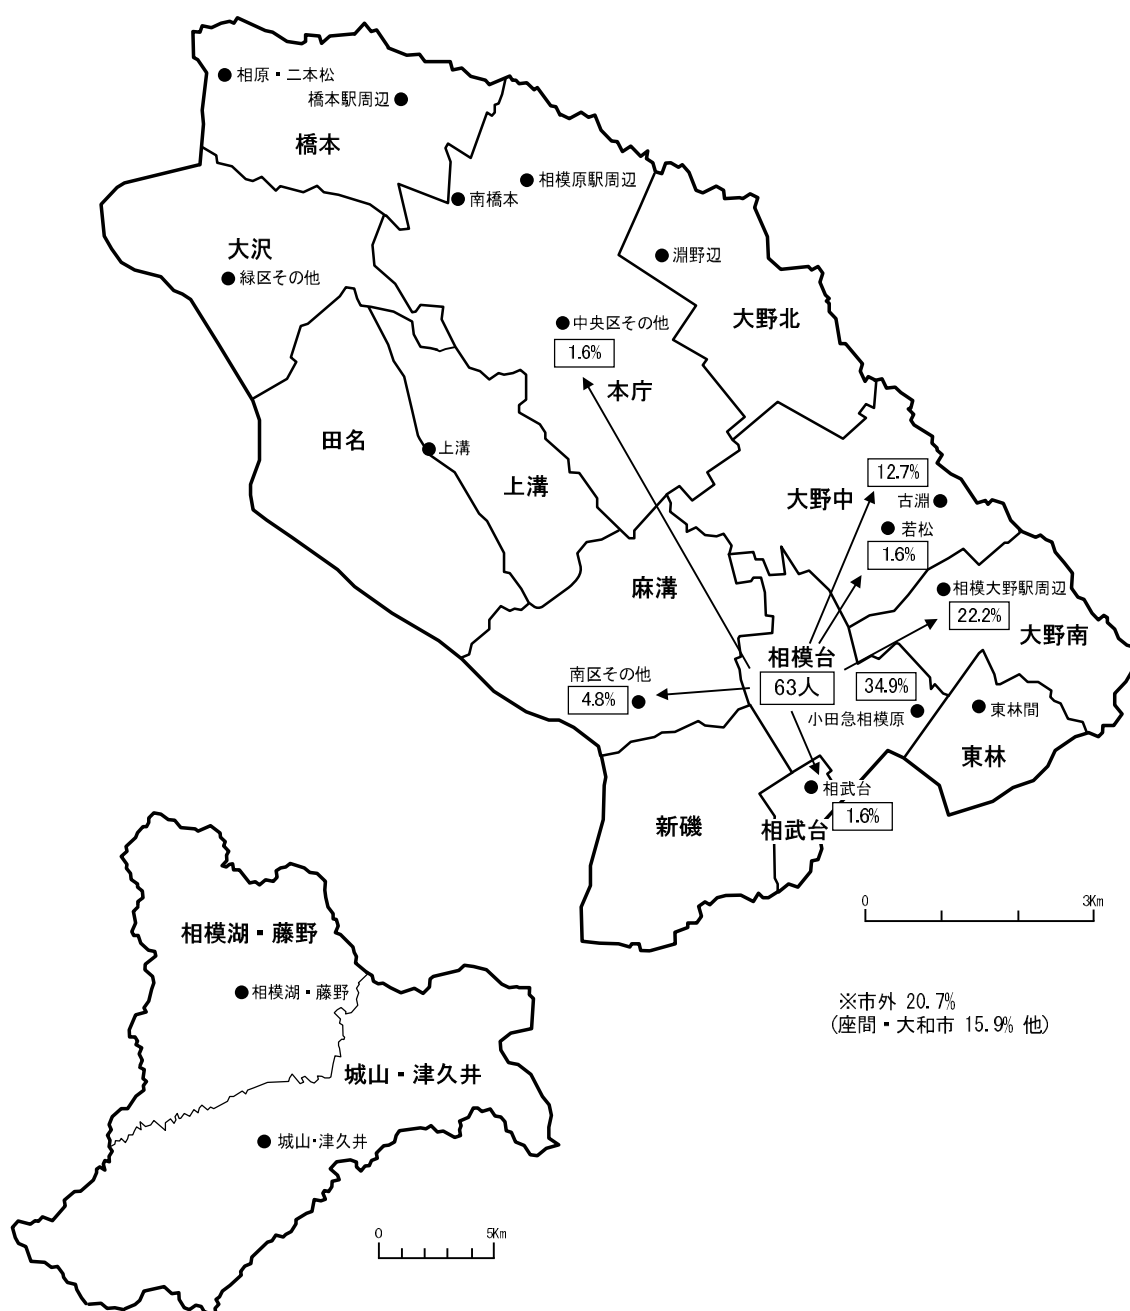 相原・二本松
橋本駅周辺
橋本
相模原駅周辺
南橋本
大沢
緑区その他
淵野辺
大野北
中央区その他
1.6%
本庁
田名
上溝
上溝
12.7%
大野中
古淵
若松
1.6%
麻溝
相模大野駅周辺
22.2%
大野南
相模台
63人
南区その他
4.8%
34.9%
小田急相模原
東林間
東林
相武台
1.6%
新磯
相武台
0 3Km
相模湖・藤野
相模湖・藤野
※市外 20.7%
(座間・大和市 15.9% 他)
城山・津久井
城山・津久井
0 5Km